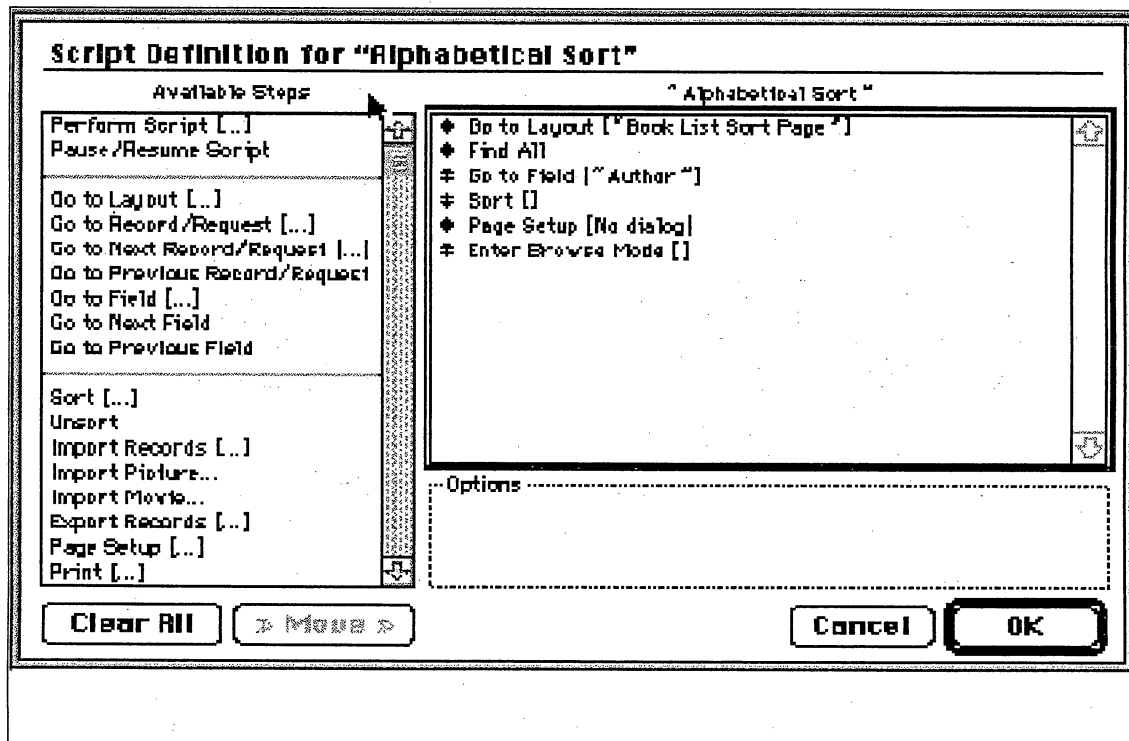 Script Definition for "Alphabetical Sort"
Available Steps
Perform Script [...]
Pause/Resume Script
Go to Layout [...]
Go to Record/Request [...]
Go to Next Record/Request [...]
Go to Previous Record/Request
Go to Field [...]
Go to Next Field
Go to Previous Field
Sort [...]
Unsort
Import Records [...]
Import Picture...
Import Movie...
Export Records [...]
Page Setup [...]
Print [...]
"Alphabetical Sort"
Go to Layout ["Book List Sort Page"]
Find All
Go to Field ["Author"]
Sort []
Page Setup [No dialog]
Enter Browse Mode []
Options
Clear All
» Move »
Cancel
OK